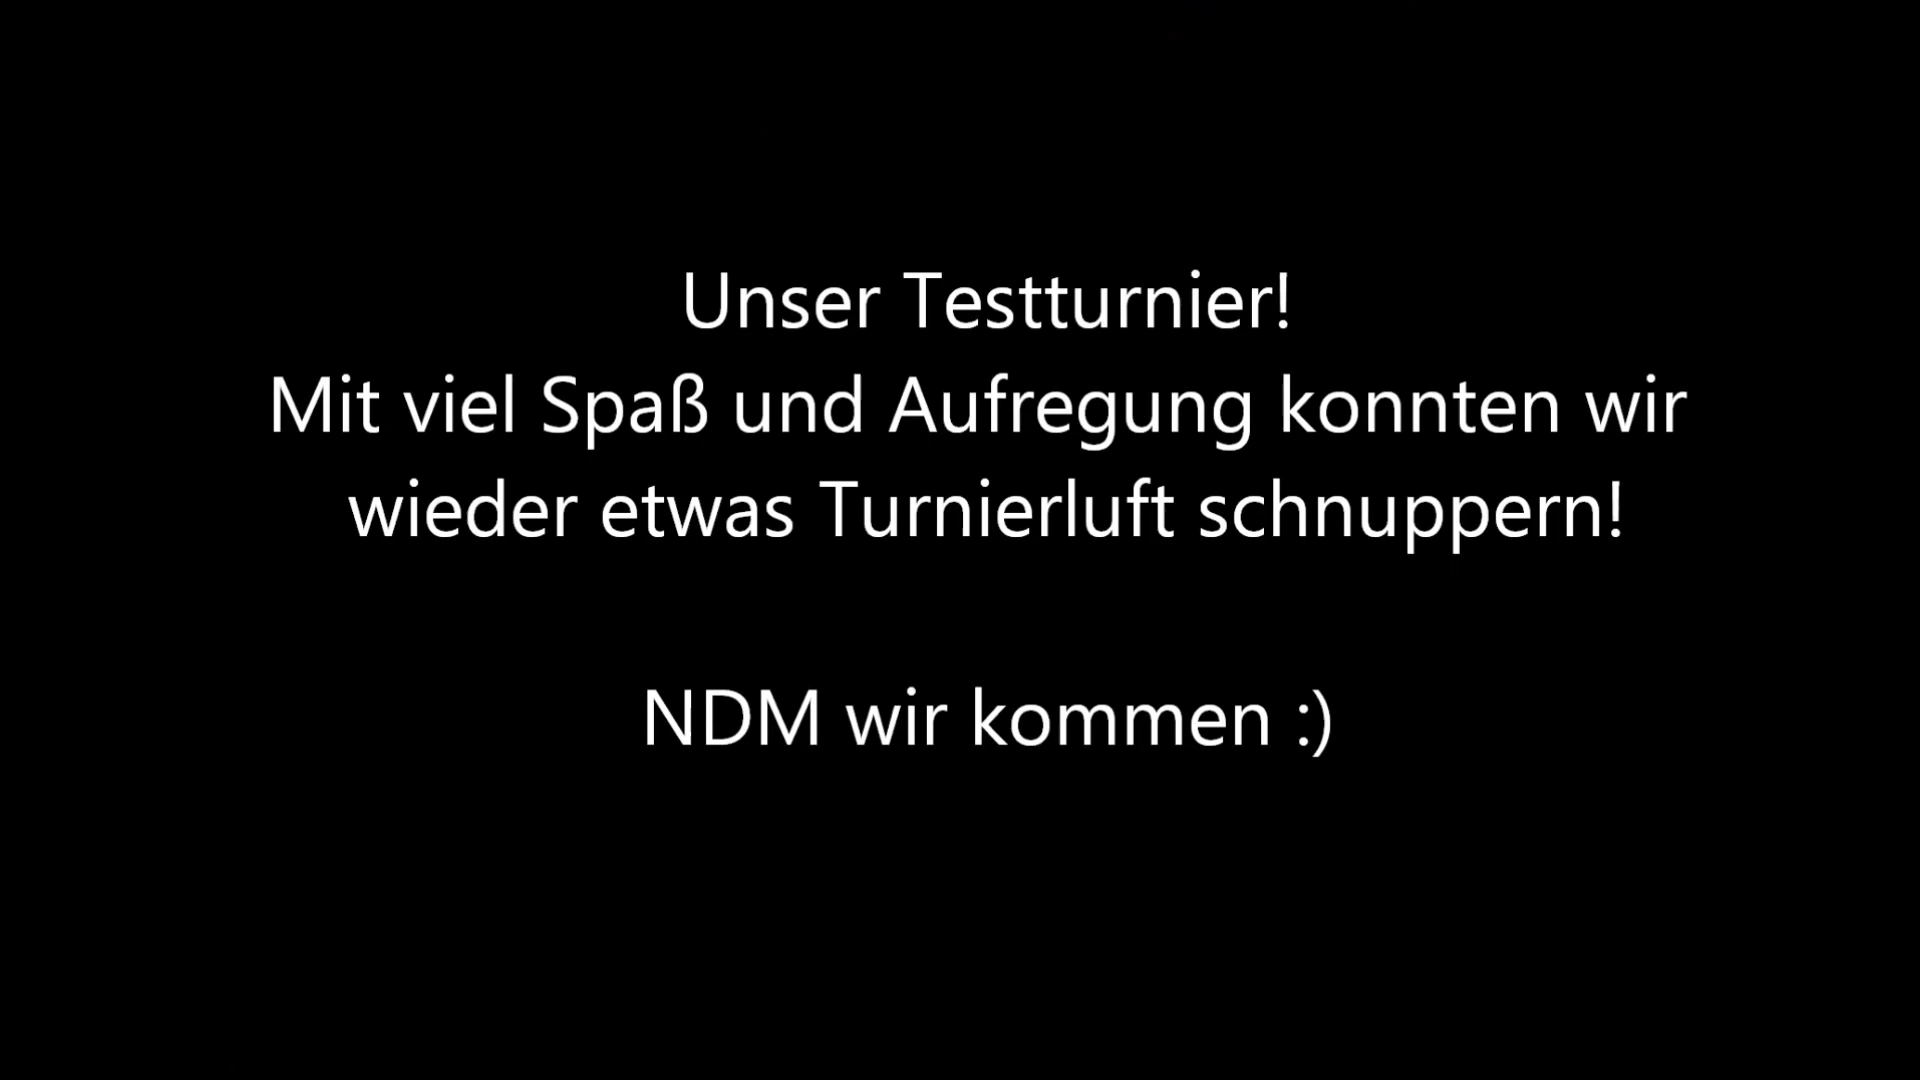 Unser Testturnier!
Mit viel Spaß und Aufregung konnten wir
wieder etwas Turnierluft schnuppern!
NDM wir kommen :)